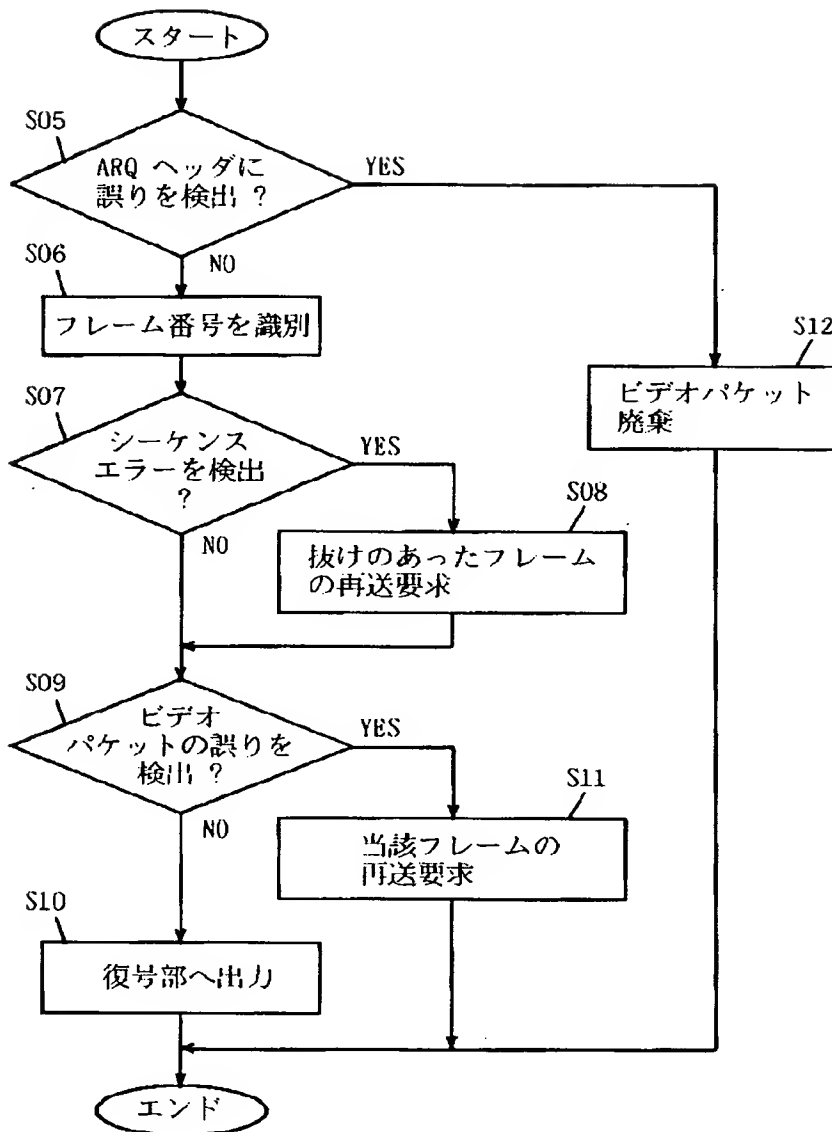 スタート
S05
ARQ ヘッダに
誤りを検出 ?
YES
NO
S06
フレーム番号を識別
S12
ビデオパケット
廃棄
S07
シーケンス
エラーを検出
?
YES
NO
S08
抜けのあったフレーム
の再送要求
S09
ビデオ
パケットの誤りを
検出 ?
YES
NO
S11
当該フレームの
再送要求
S10
復号部へ出力
エンド